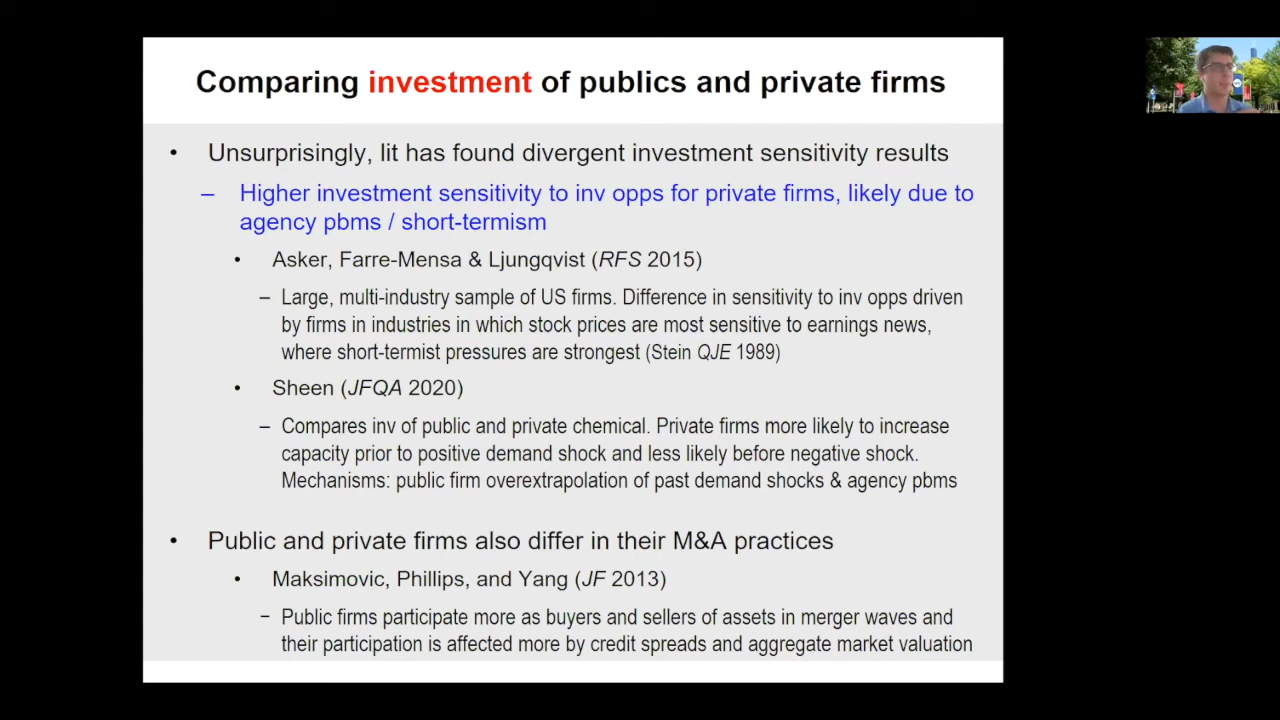 Comparing investment of publics and private firms
• Unsurprisingly, lit has found divergent investment sensitivity results
– Higher investment sensitivity to inv opps for private firms, likely due to
agency pbms / short-termism
• Asker, Farre-Mensa & Ljungqvist (RFS 2015)
– Large, multi-industry sample of US firms. Difference in sensitivity to inv opps driven
by firms in industries in which stock prices are most sensitive to earnings news,
where short-termist pressures are strongest (Stein QJE 1989)
• Sheen (JFQA 2020)
– Compares inv of public and private chemical. Private firms more likely to increase
capacity prior to positive demand shock and less likely before negative shock.
Mechanisms: public firm overextrapolation of past demand shocks & agency pbms
• Public and private firms also differ in their M&A practices
• Maksimovic, Phillips, and Yang (JF 2013)
– Public firms participate more as buyers and sellers of assets in merger waves and
their participation is affected more by credit spreads and aggregate market valuation